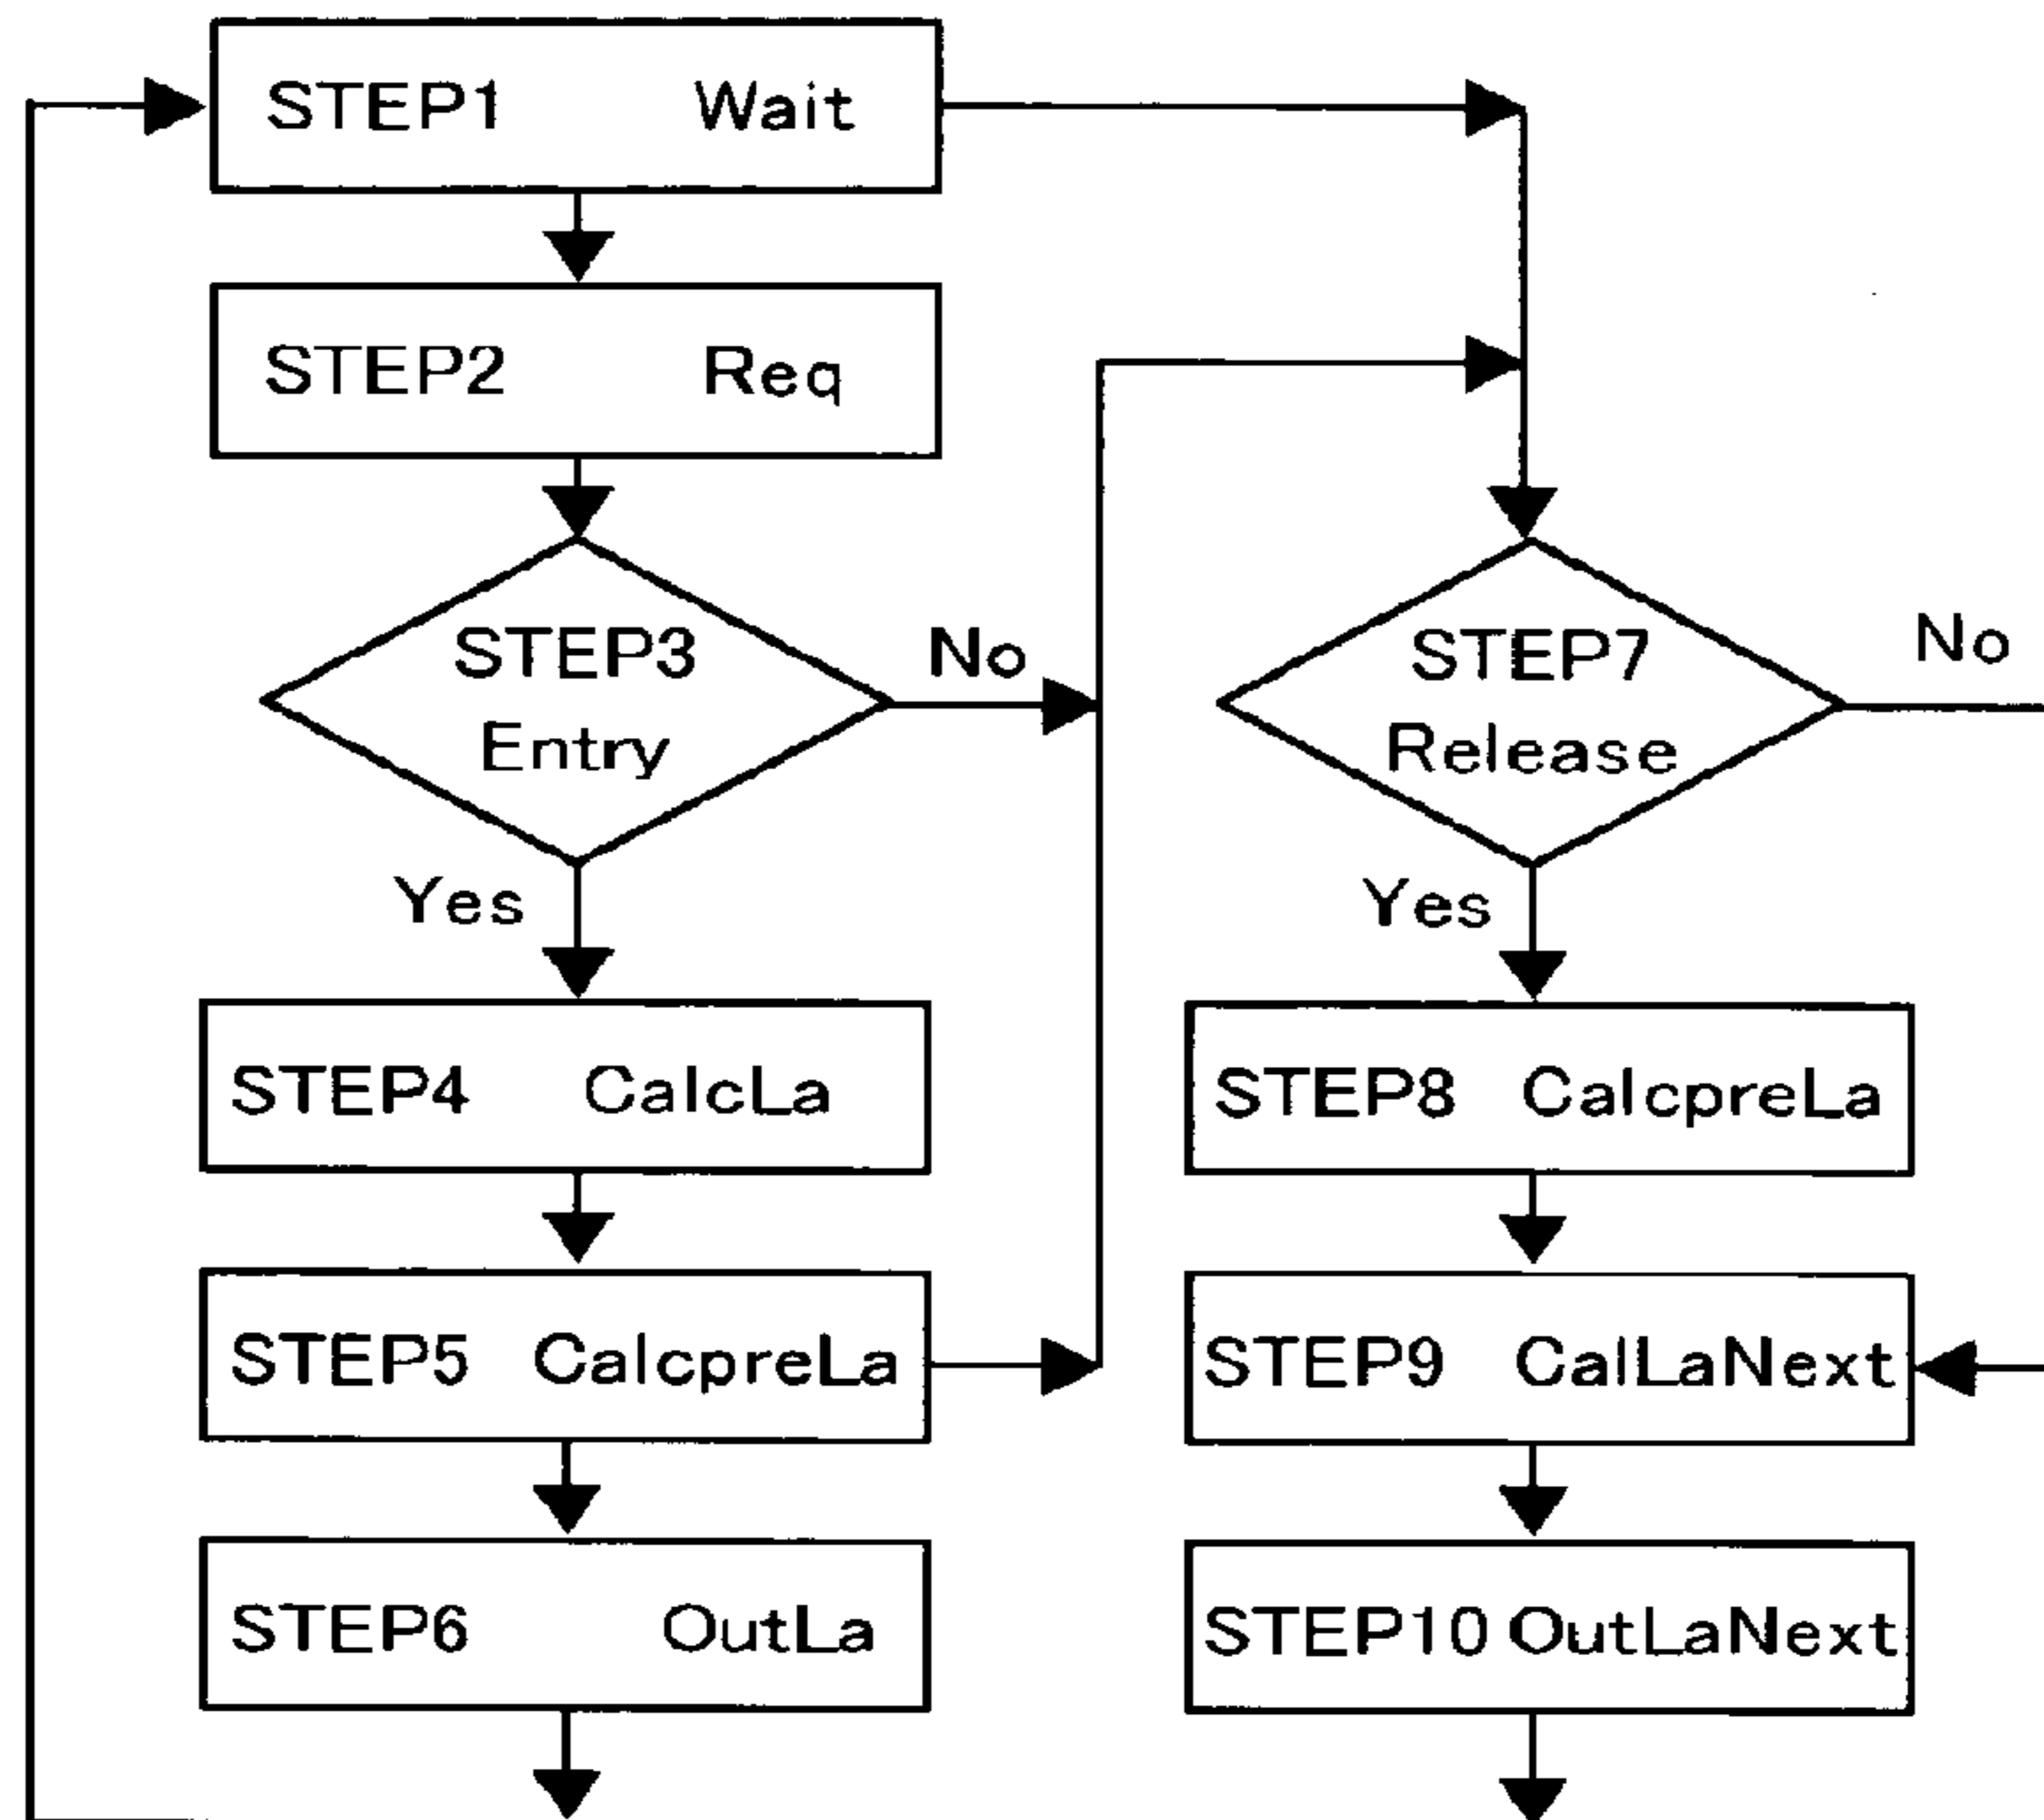 STEP1 Wait
STEP2 Req
STEP3
Entry
No
Yes
STEP4 CalcLa
STEP5 CalcpreLa
STEP6 OutLa
STEP7
Release
No
Yes
STEP8 CalcpreLa
STEP9 CalLaNext
STEP10 OutLaNext